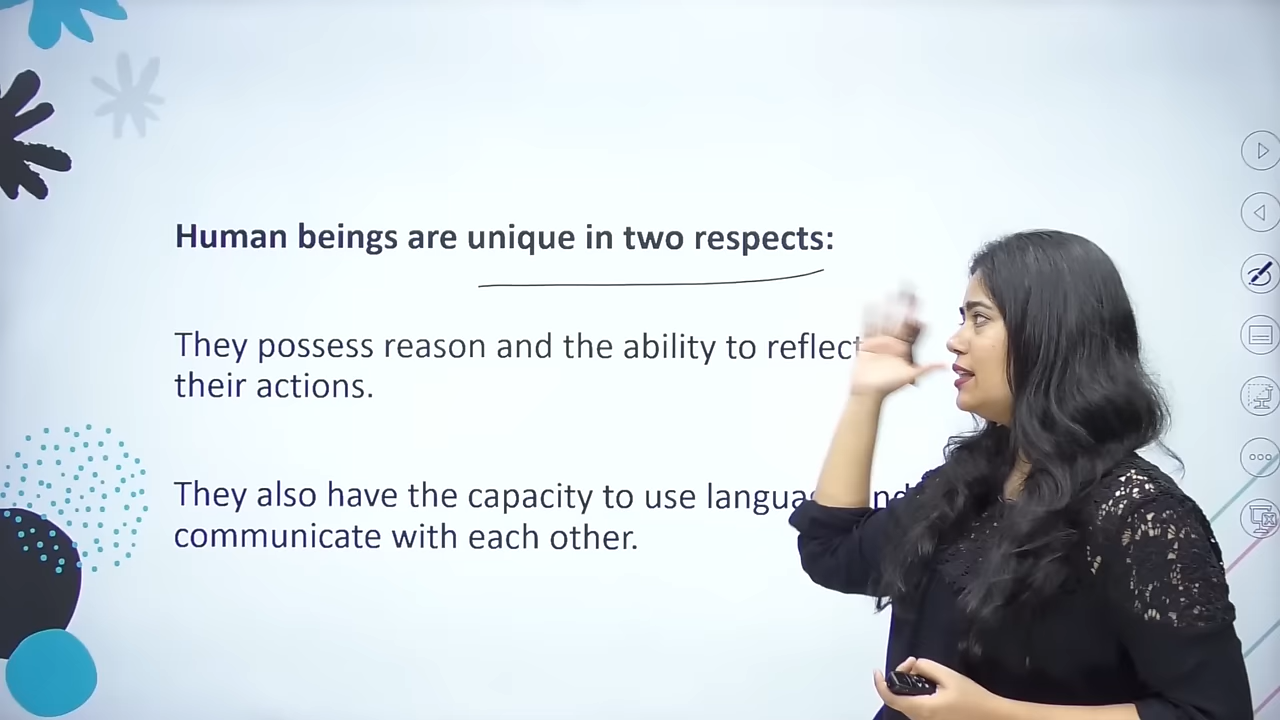 Human beings are unique in two respects:
They possess reason and the ability to reflect
their actions.
They also have the capacity to use
communicate with each other.